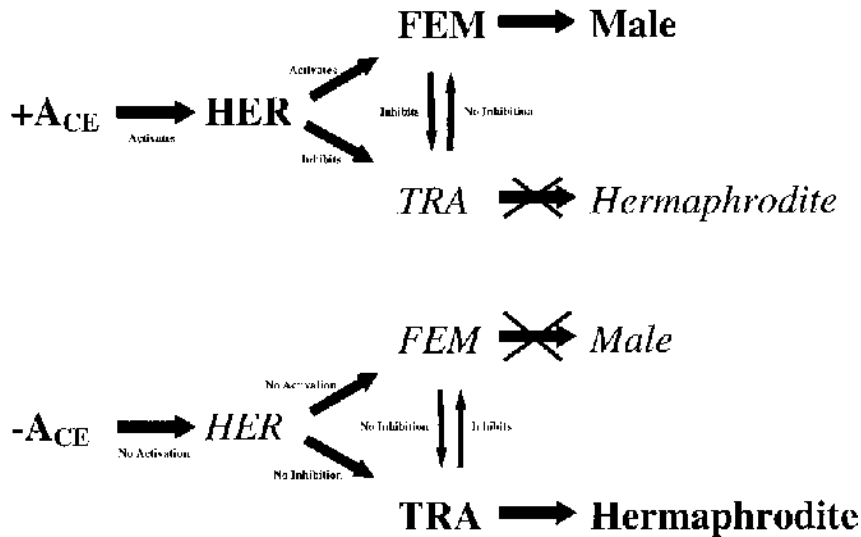 FEM Male
Activates
+ACE HER Inhibits No Inhibition
Activates
Inhibits
TRA Hermaphrodite
FEM Male
No Activation
-ACE HER No Inhibition Inhibits
No Activation
No Inhibition
TRA Hermaphrodite